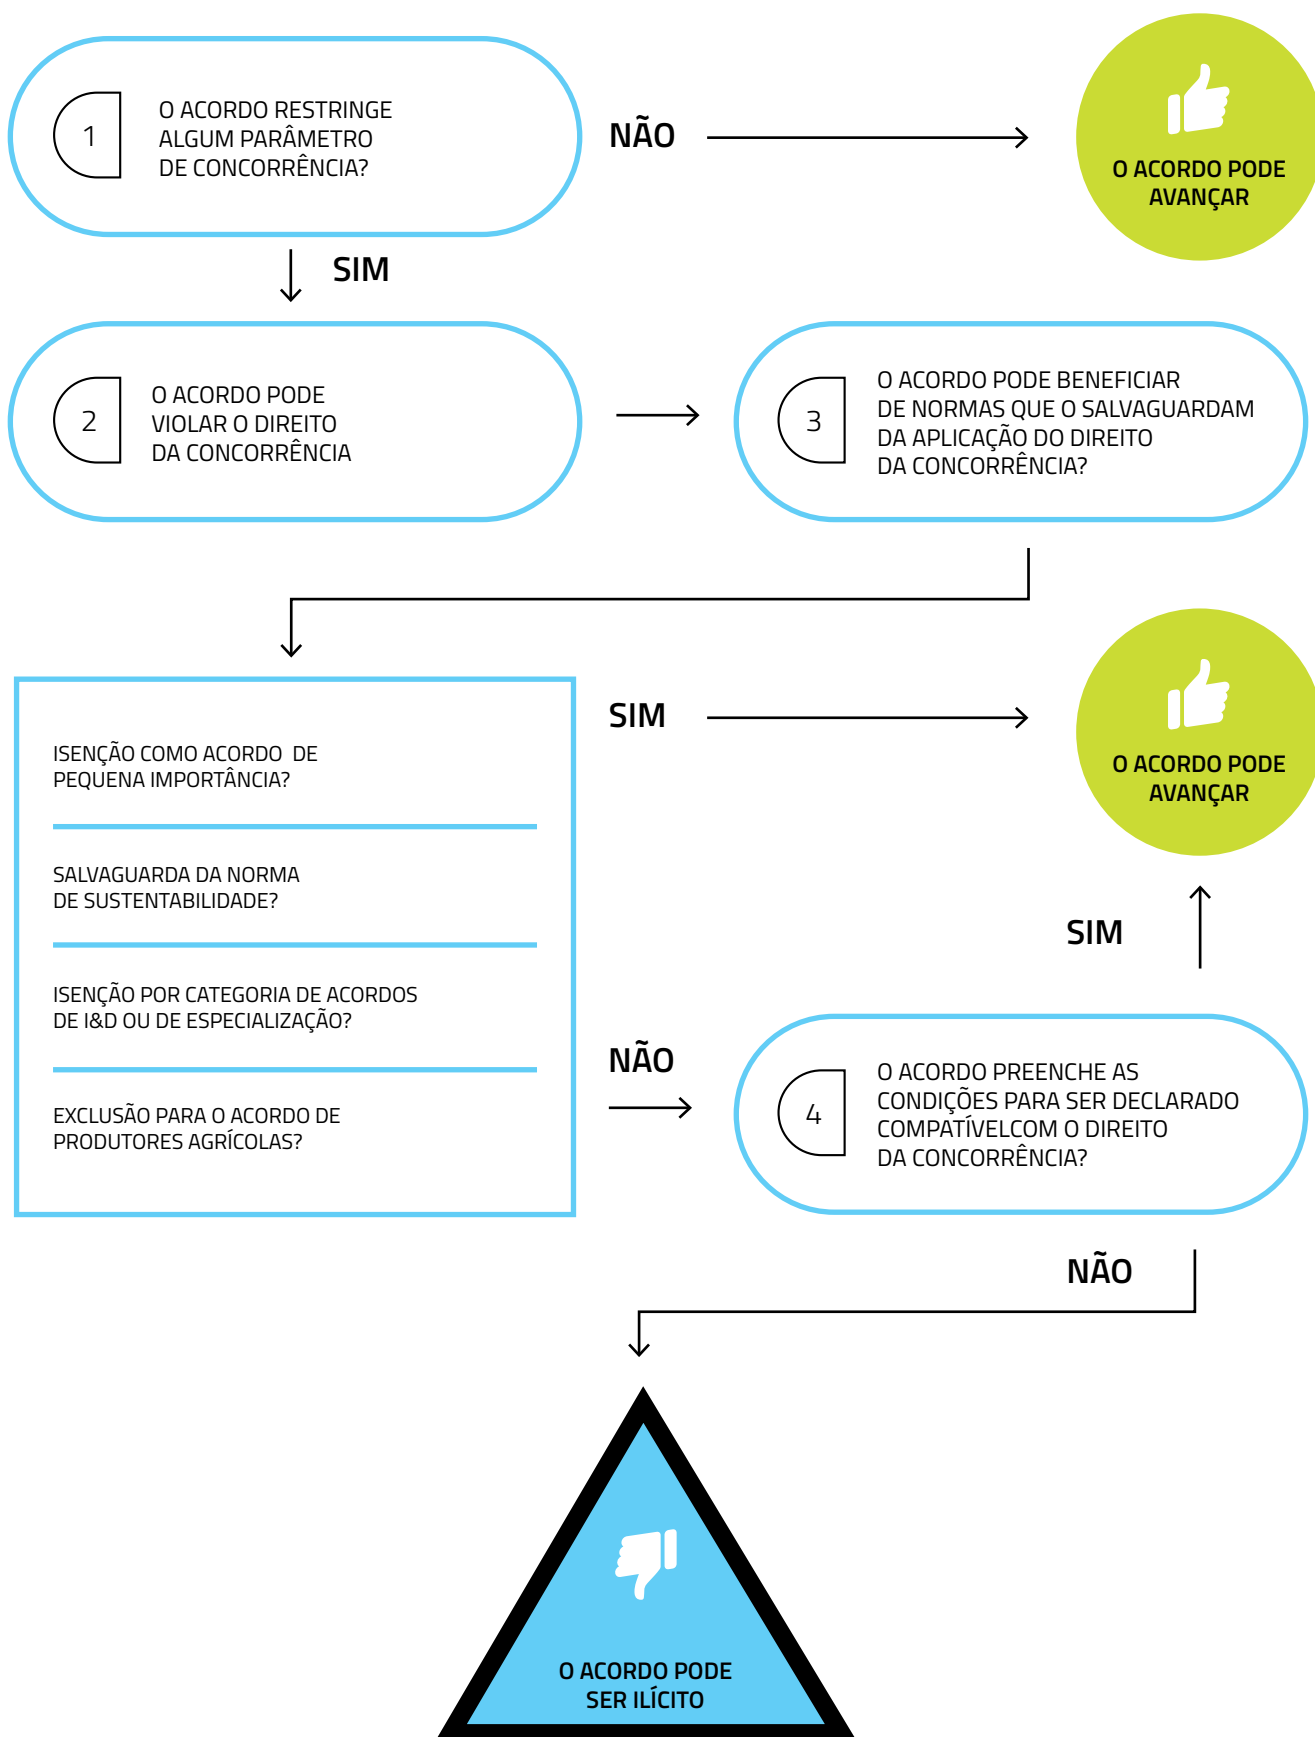 1
O ACORDO RESTRINGE
ALGUM PARÂMETRO
DE CONCORRÊNCIA?
NÃO
O ACORDO PODE
AVANÇAR
SIM
2
O ACORDO PODE
VIOLAR O DIREITO
DA CONCORRÊNCIA
3
O ACORDO PODE BENEFICIAR
DE NORMAS QUE O SALVAGUARDAM
DA APLICAÇÃO DO DIREITO
DA CONCORRÊNCIA?
ISENÇÃO COMO ACORDO DE
PEQUENA IMPORTÂNCIA?
SALVAGUARDA DA NORMA
DE SUSTENTABILIDADE?
ISENÇÃO POR CATEGORIA DE ACORDOS
DE I&D OU DE ESPECIALIZAÇÃO?
EXCLUSÃO PARA O ACORDO DE
PRODUTORES AGRÍCOLAS?
SIM
O ACORDO PODE
AVANÇAR
SIM
NÃO
4
O ACORDO PREENCHE AS
CONDIÇÕES PARA SER DECLARADO
COMPATÍVELCOM O DIREITO
DA CONCORRÊNCIA?
NÃO
O ACORDO PODE
SER ILÍCITO